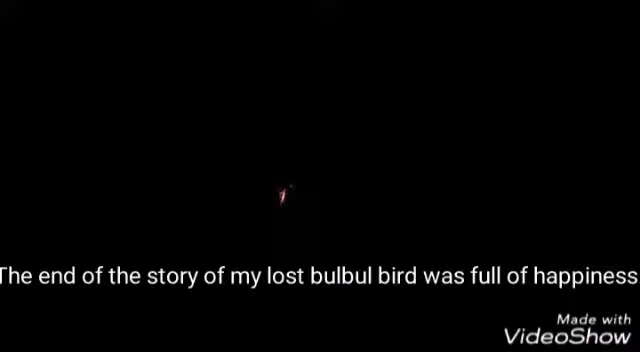 The end of the story of my lost bulbul bird was full of happiness
Made with
VideoShow